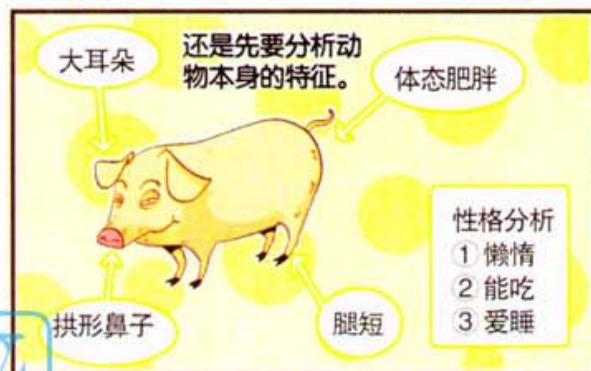 大耳朵
还是先要分析动
物本身的特征。
体态肥胖
拱形鼻子
腿短
性格分析
① 懒惰
② 能吃
③ 爱睡